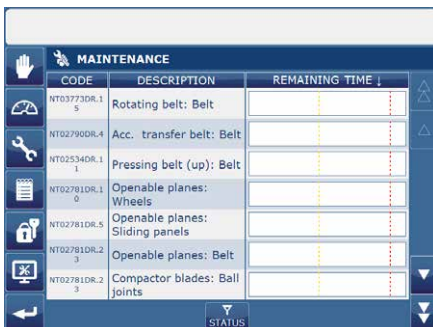 MAINTENANCE
CODE DESCRIPTION REMAINING TIME ↓
NT03773DR.1
5
Rotating belt: Belt
NT02790DR.4 Acc. transfer belt: Belt
NT02534DR.1
1
Pressing belt (up): Belt
NT02781DR.1
0
Openable planes:
Wheels
NT02781DR.5
Openable planes:
Sliding panels
NT02781DR.2
3
Openable planes: Belt
NT02781DR.2
3
Compactor blades: Ball
joints
STATUS